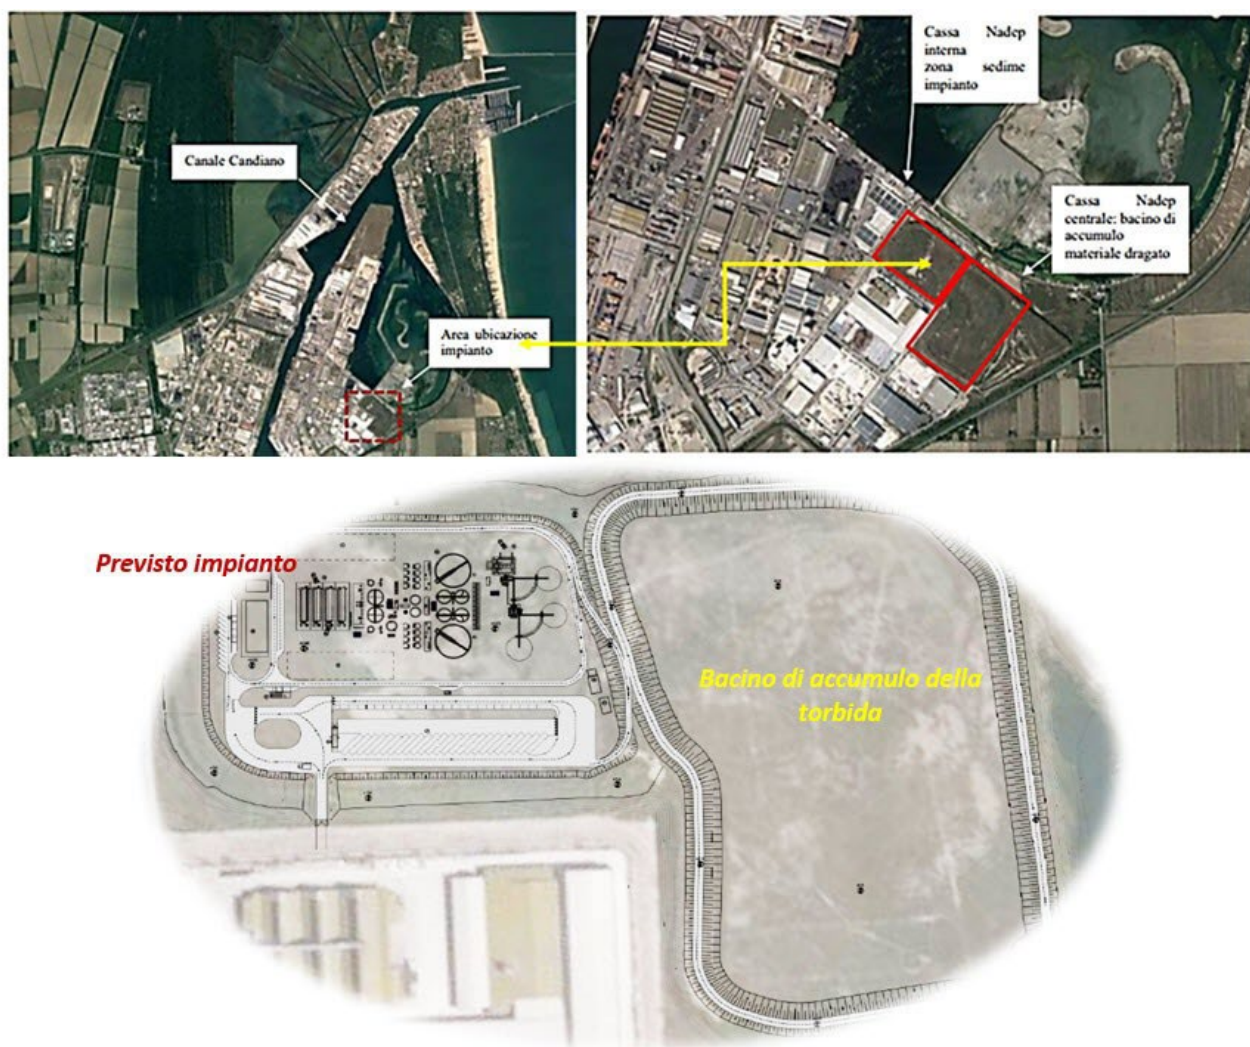 Canale Candiano
Area ubicazione
impianto
Cassa Nadep
interna
zona sedime
impianto
Cassa Nadep
centrale: bacino di
accumulo
materiale dragato
Previsto impianto
Bacino di accumulo della
torbida